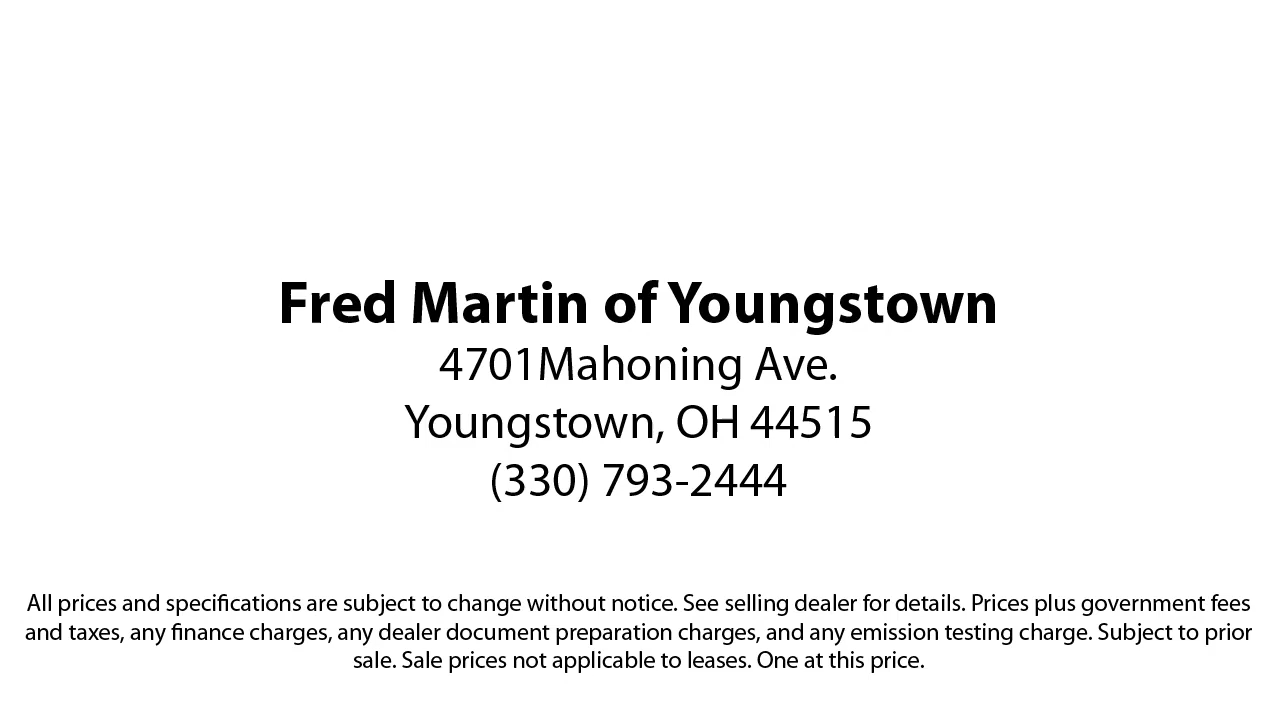 Fred Martin of Youngstown
4701Mahoning Ave.
Youngstown, OH 44515
(330) 793-2444
All prices and specifications are subject to change without notice. See selling dealer for details. Prices plus government fees
and taxes, any finance charges, any dealer document preparation charges, and any emission testing charge. Subject to prior
sale. Sale prices not applicable to leases. One at this price.